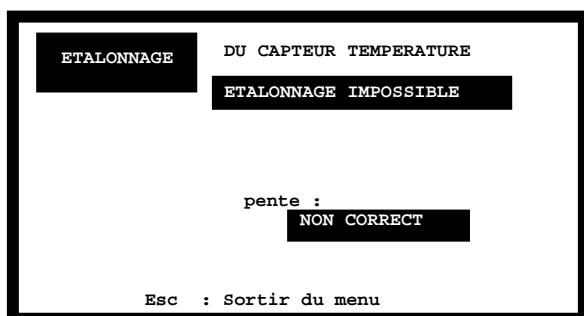 ETALONNAGE DU CAPTEUR TEMPERATURE
ETALONNAGE IMPOSSIBLE
pente :
NON CORRECT
Esc : Sortir du menu